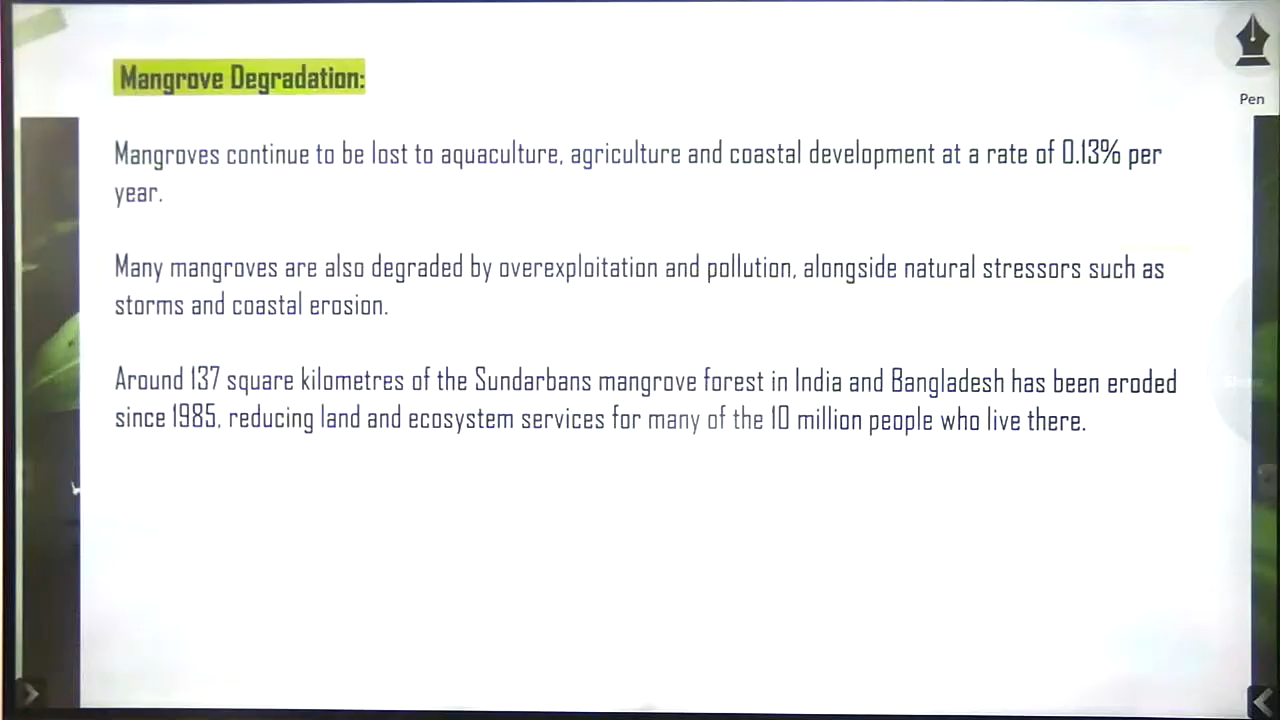 Mangrove Degradation:
Pen
Mangroves continue to be lost to aquaculture, agriculture and coastal development at a rate of 0.13% per
year.
Many mangroves are also degraded by overexploitation and pollution, alongside natural stressors such as
storms and coastal erosion.
Around 137 square kilometres of the Sundarbans mangrove forest in India and Bangladesh has been eroded
since 1985, reducing land and ecosystem services for many of the 10 million people who live there.